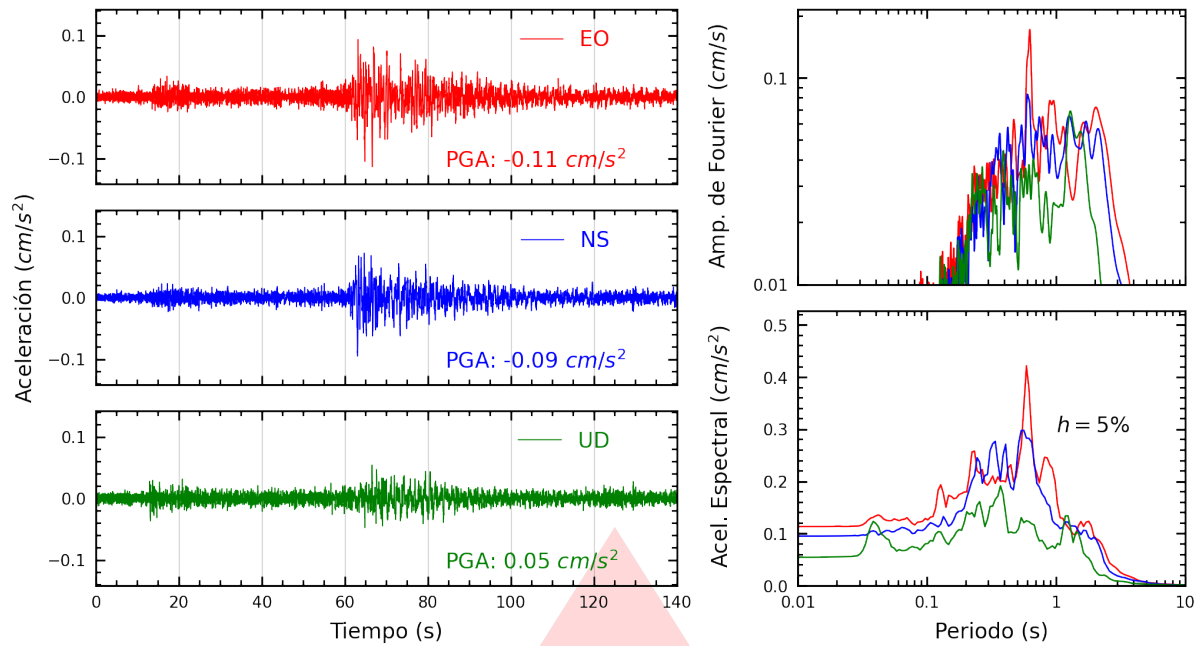 Aceleración (cm/s²)
0.1
0.0
−0.1
EO
PGA: -0.11 cm/s²
0.1
0.0
−0.1
NS
PGA: -0.09 cm/s²
0.1
0.0
−0.1
UD
PGA: 0.05 cm/s²
0 20 40 60 80 100 120 140
Tiempo (s)
Amp. de Fourier (cm/s)
0.1
0.01
Acel. Espectral (cm/s²)
0.5
0.4
0.3
0.2
0.1
0.0
h = 5%
0.01 0.1 1 10
Periodo (s)